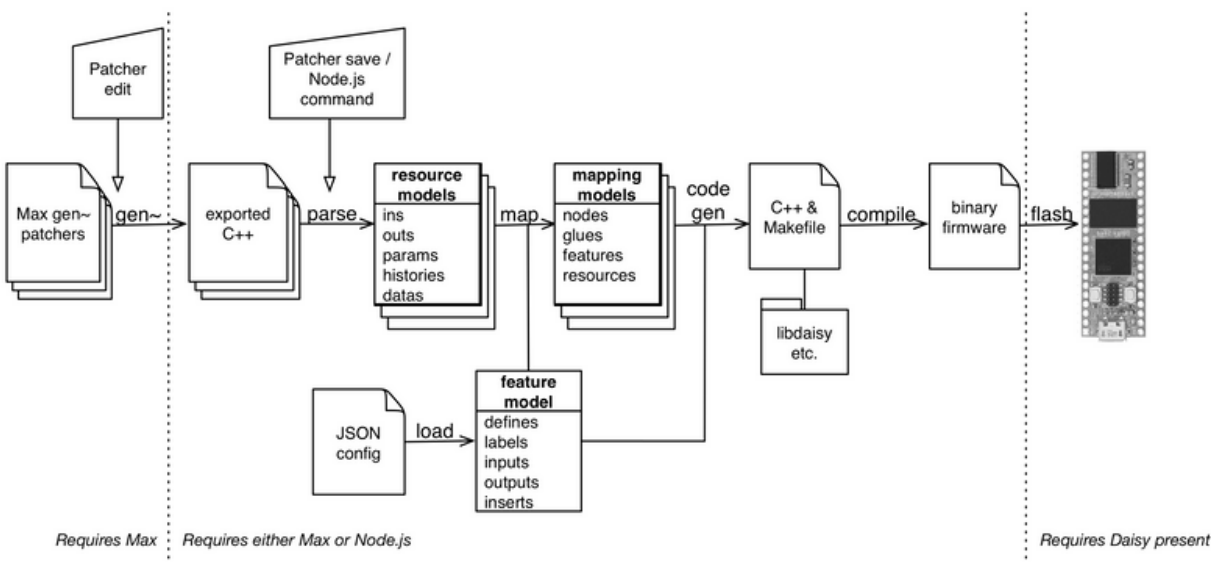 Patcher
edit
Patcher save /
Node.js
command
Max gen~
patchers
gen~
exported
C++
parse
resource
models
ins
outs
params
histories
datas
map
mapping
models
nodes
glues
features
resources
code
gen
C++ &
Makefile
libdaisy
etc.
compile
binary
firmware
flash
JSON
config
load
feature
model
defines
labels
inputs
outputs
inserts
Requires Max
Requires either Max or Node.js
Requires Daisy present